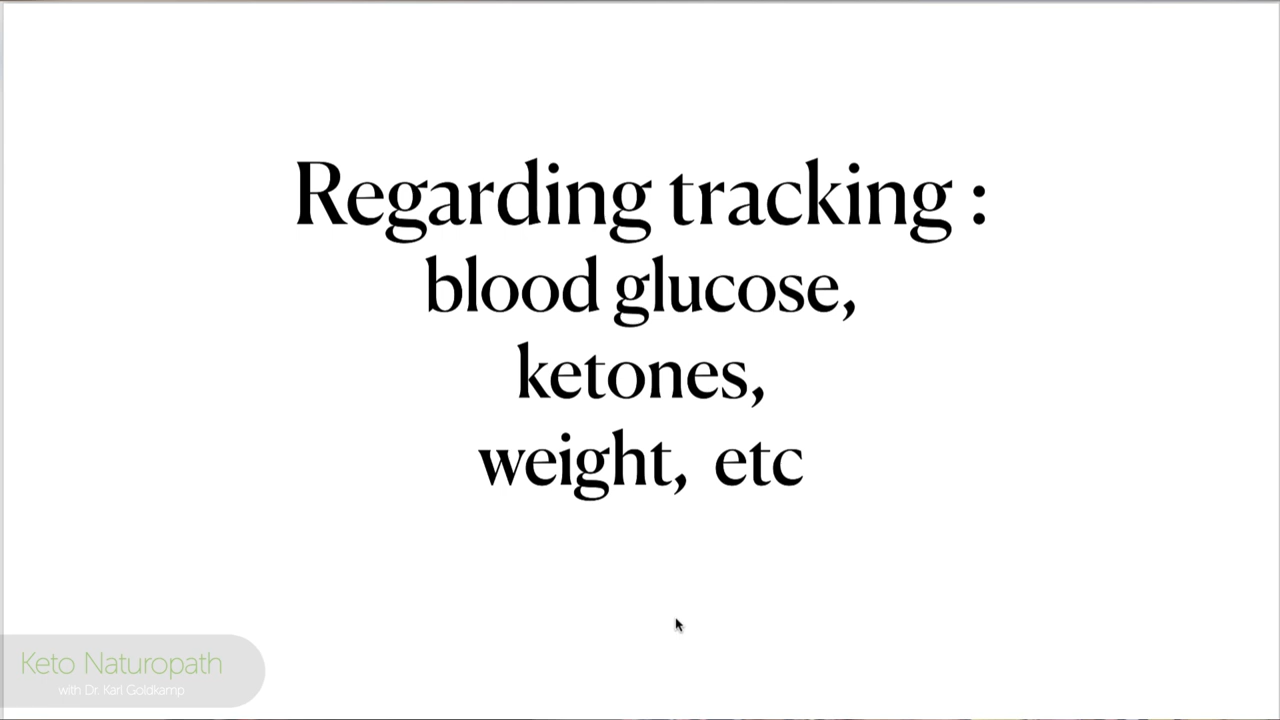 Regarding tracking :
blood glucose,
ketones,
weight, etc
Keto Naturopath
with Dr. Karl Goldkamp